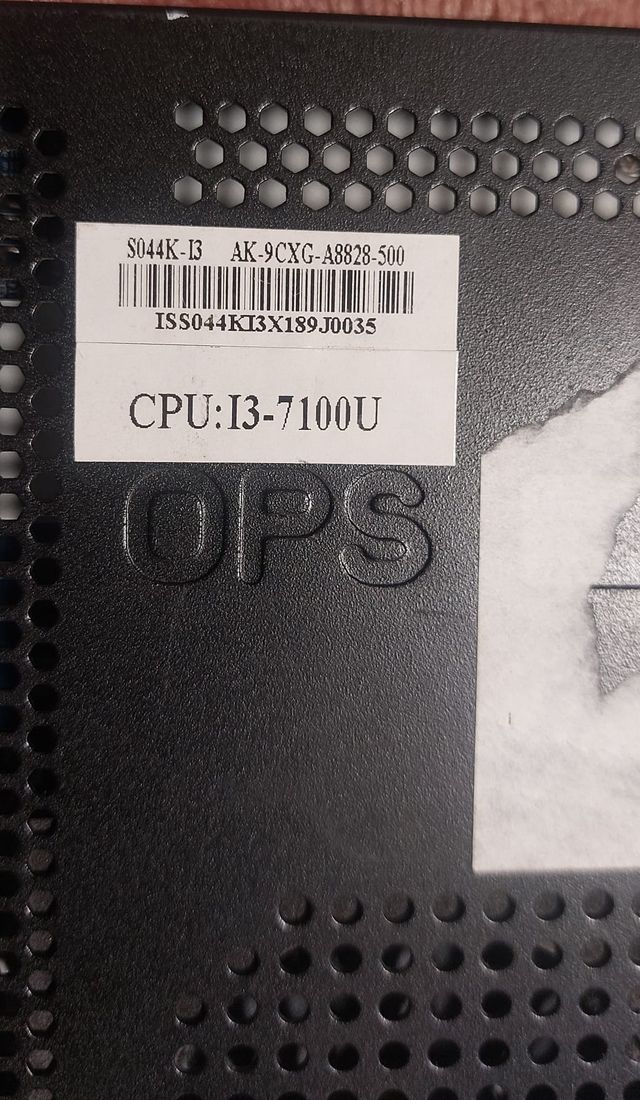 S044K-I3 AK-9CXG-A8828-500
ISS044KI3X189J0035
CPU:I3-7100U
OPS